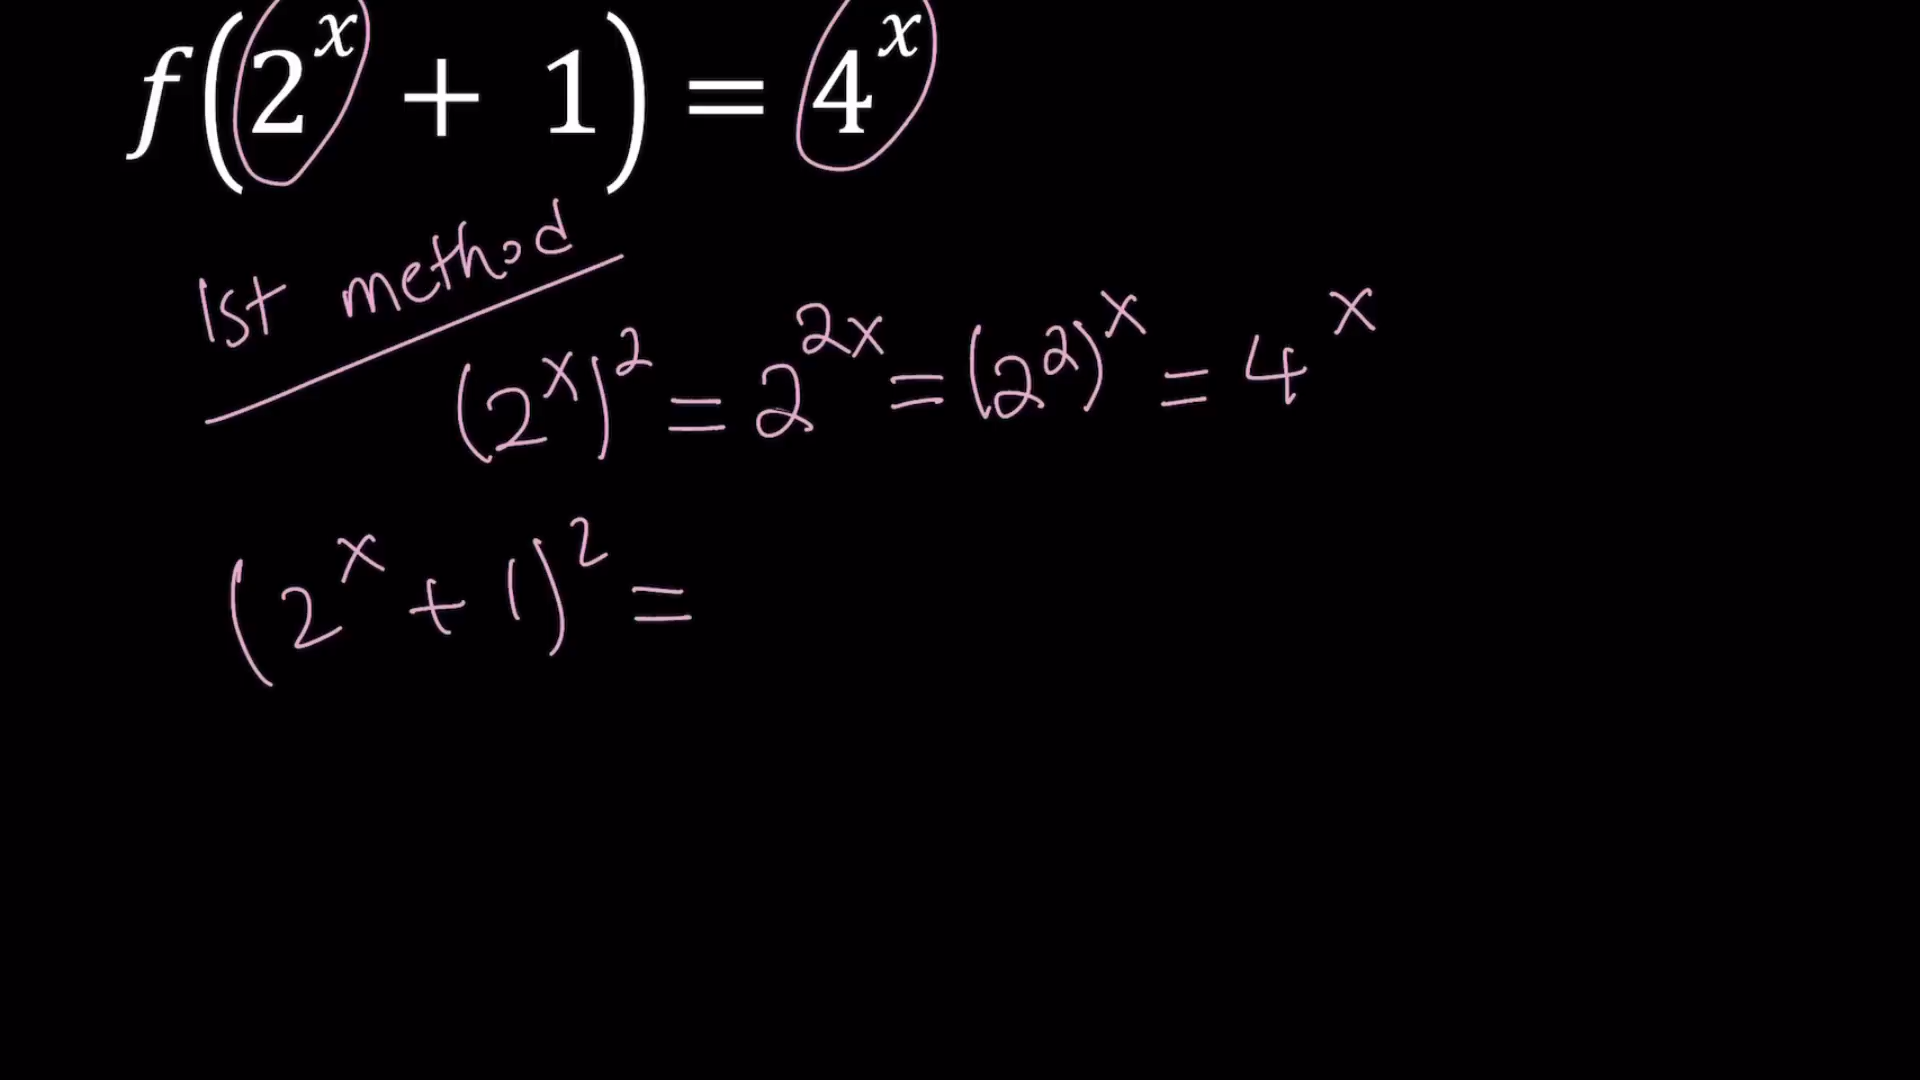 f(2^x + 1) = 4^x
1st method
(2^x)^2 = 2^{2x} = (2^2)^x = 4^x
(2^x + 1)^2 =